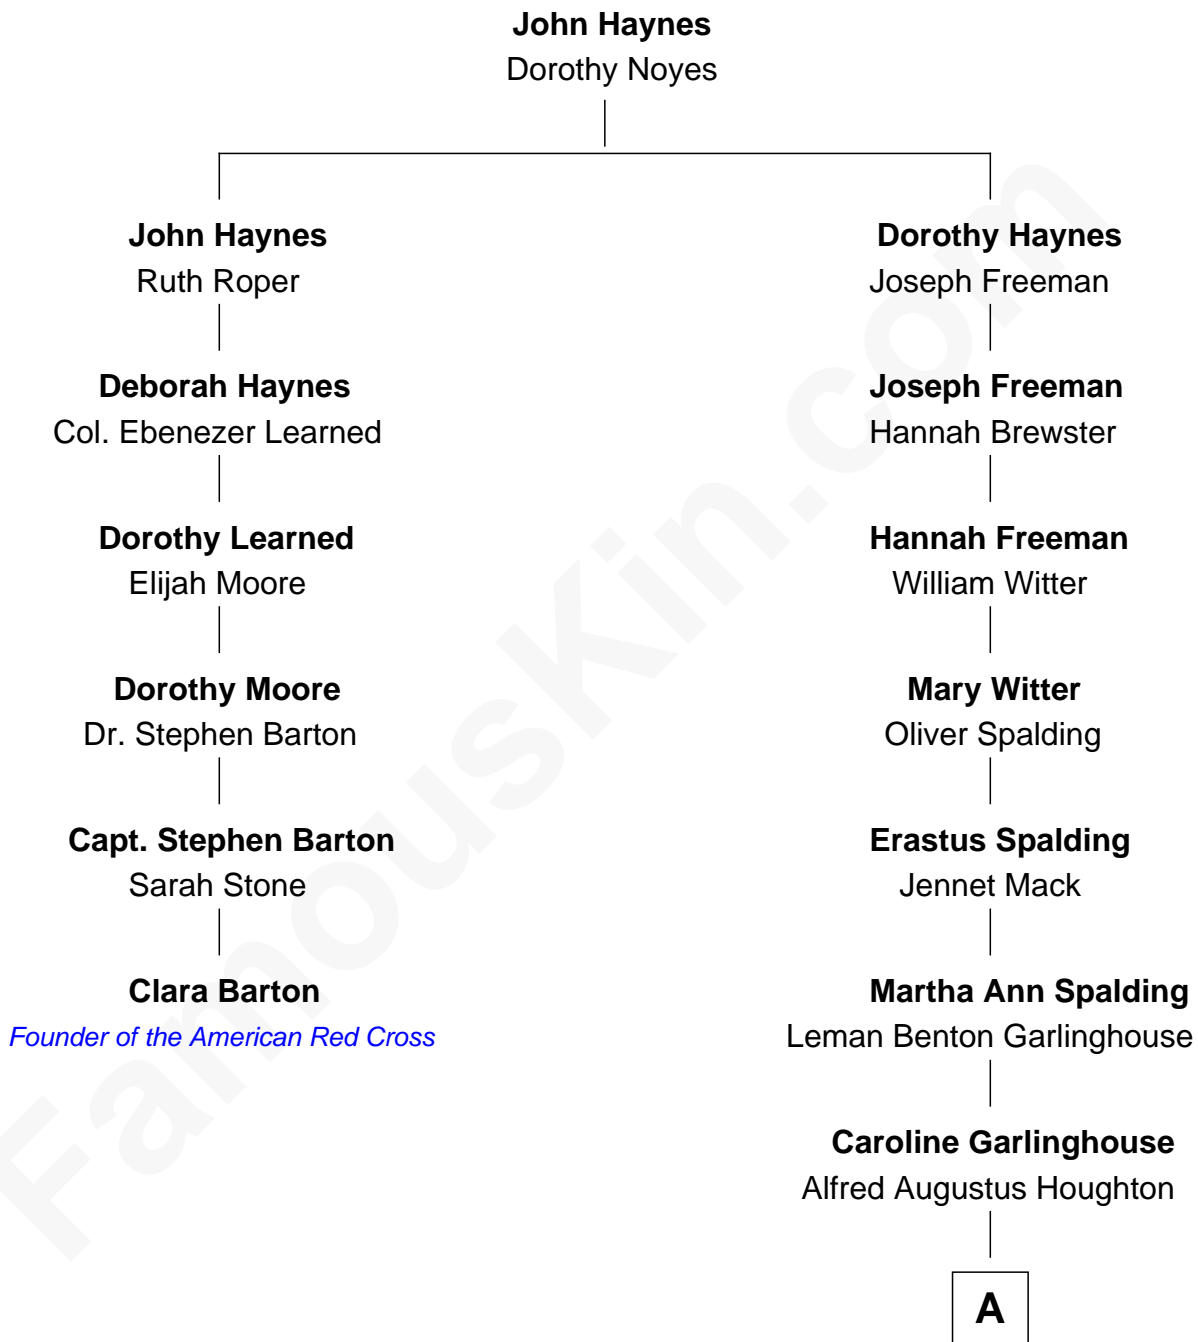 John Haynes
Dorothy Noyes
John Haynes
Ruth Roper
Dorothy Haynes
Joseph Freeman
Deborah Haynes
Col. Ebenezer Learned
Joseph Freeman
Hannah Brewster
Dorothy Learned
Elijah Moore
Hannah Freeman
William Witter
Dorothy Moore
Dr. Stephen Barton
Mary Witter
Oliver Spalding
Capt. Stephen Barton
Sarah Stone
Erastus Spalding
Jennet Mack
Clara Barton
Founder of the American Red Cross
Martha Ann Spalding
Leman Benton Garlinghouse
Caroline Garlinghouse
Alfred Augustus Houghton
A
FamousKin.com